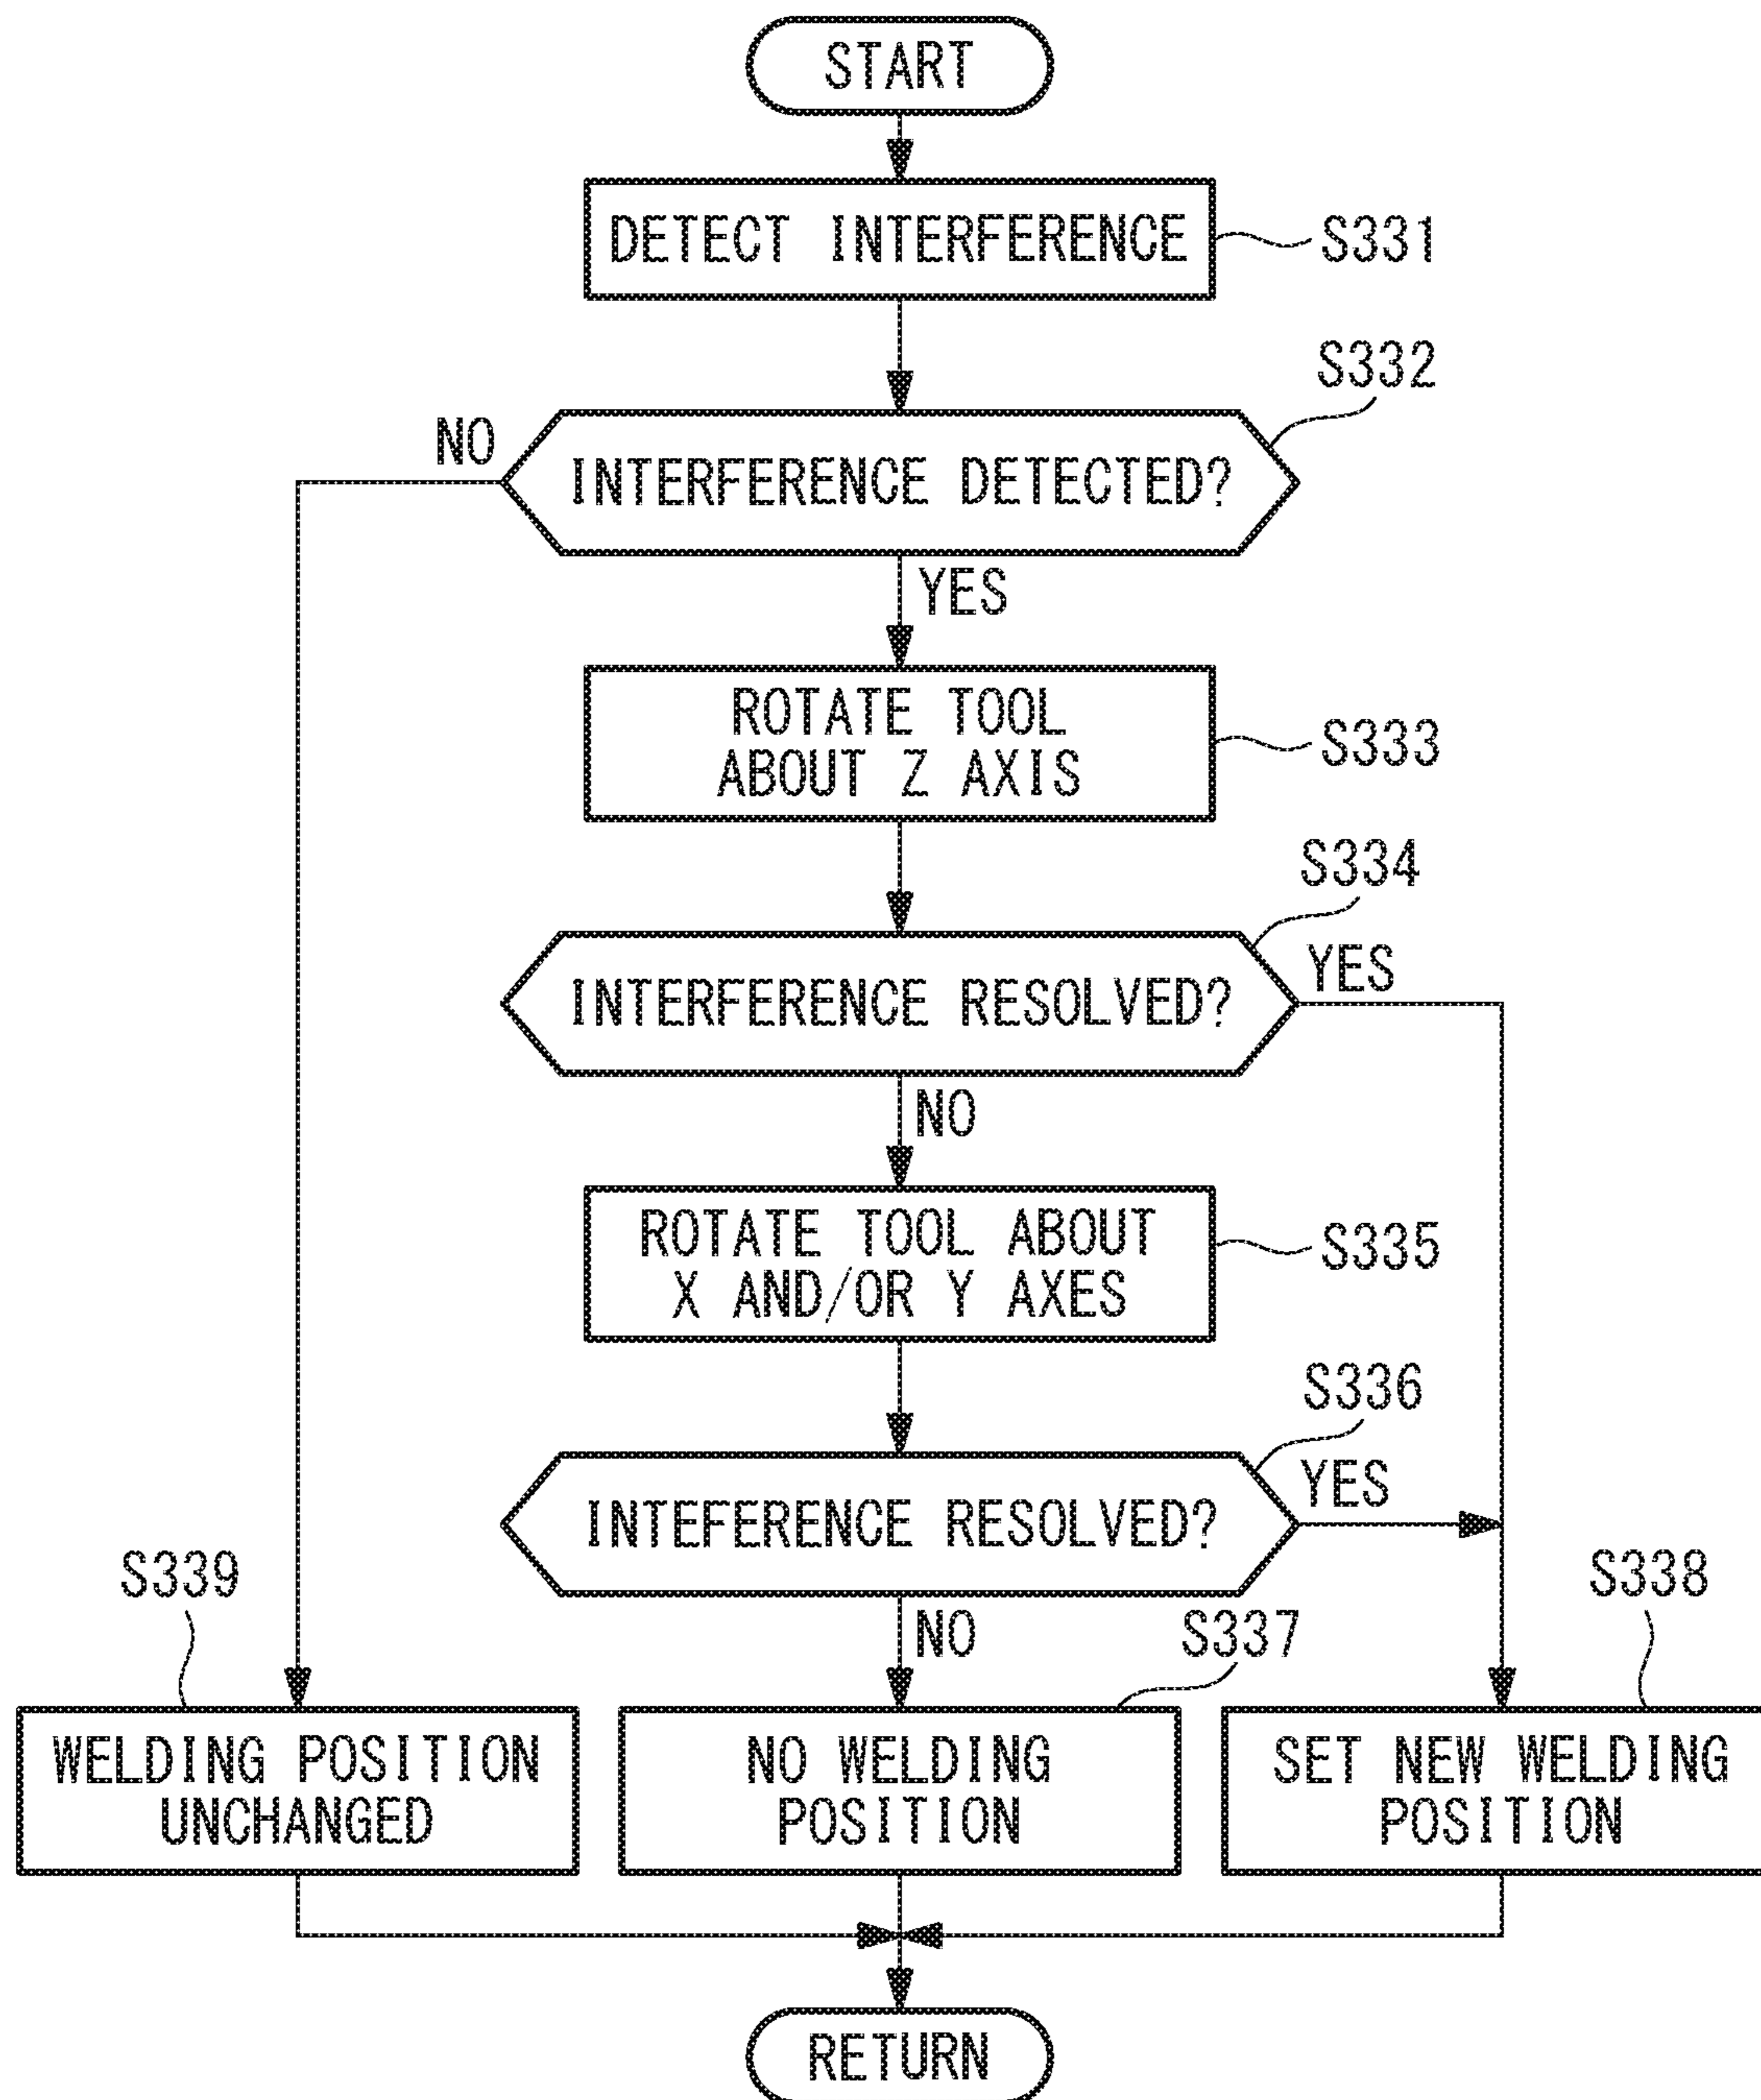 START
DETECT INTERFERENCE
S331
S332
NO
INTERFERENCE DETECTED?
YES
ROTATE TOOL
ABOUT Z AXIS
S333
S334
INTERFERENCE RESOLVED?
YES
NO
ROTATE TOOL ABOUT
X AND/OR Y AXES
S335
S336
INTEFERENCE RESOLVED?
YES
NO
S339
S337
S338
WELDING POSITION
UNCHANGED
NO WELDING
POSITION
SET NEW WELDING
POSITION
RETURN